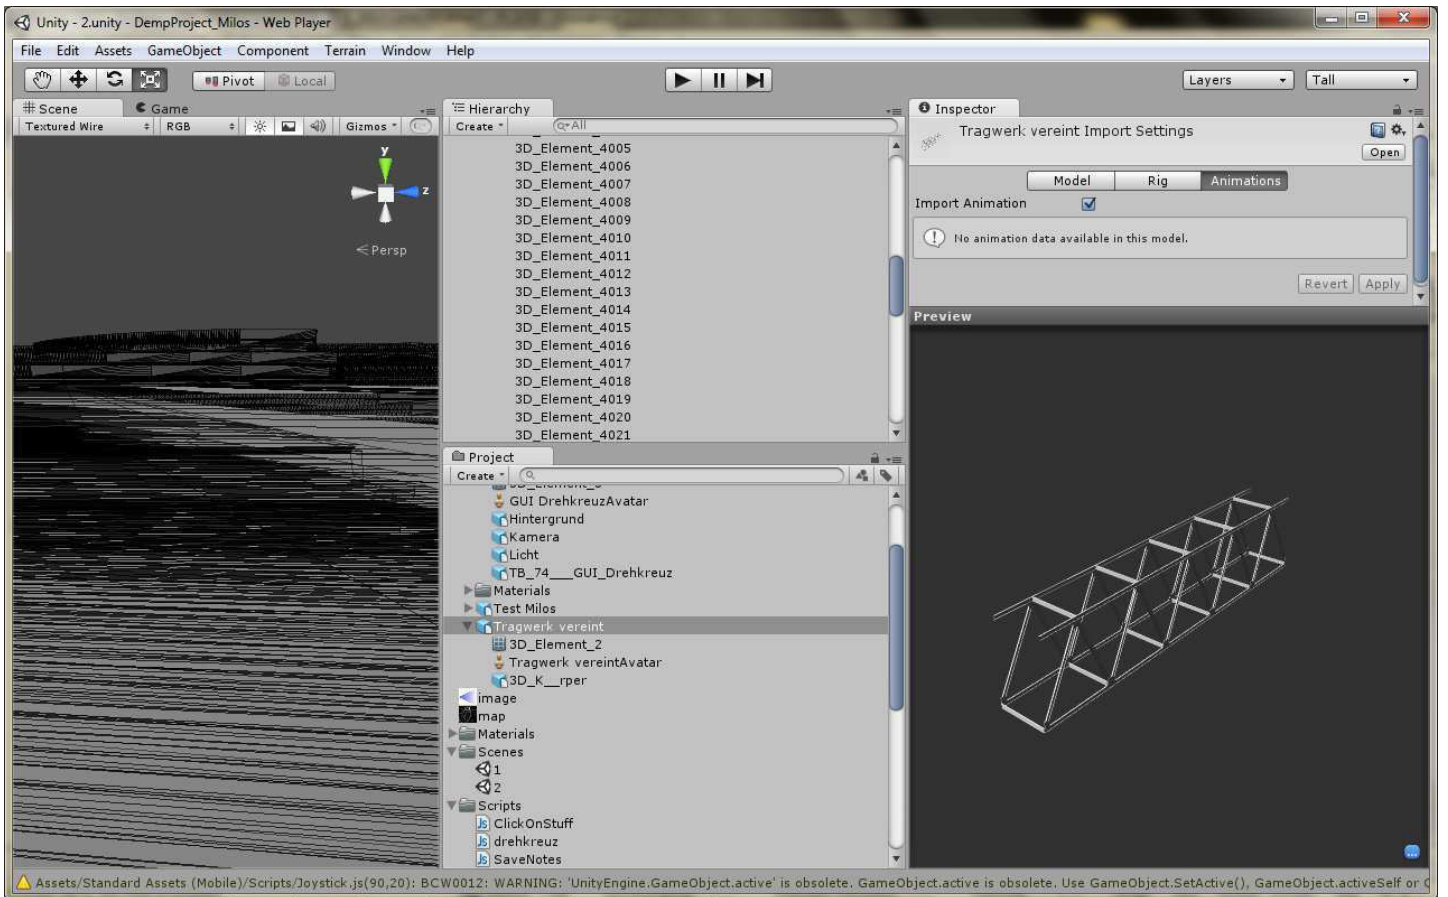 Unity - 2.unity - DempProject_Milos - Web Player
File Edit Assets GameObject Component Terrain Window Help
Pivot Local Layers Tall
Scene Game
Textured Wire RGB Gizmos
y
z
Persp
Hierarchy
Create All
3D_Element_4005
3D_Element_4006
3D_Element_4007
3D_Element_4008
3D_Element_4009
3D_Element_4010
3D_Element_4011
3D_Element_4012
3D_Element_4013
3D_Element_4014
3D_Element_4015
3D_Element_4016
3D_Element_4017
3D_Element_4018
3D_Element_4019
3D_Element_4020
3D_Element_4021
Project
Create
GUI DrehkreuzAvatar
Hintergrund
Kamera
Licht
TB_74___GUI_Drehkreuz
Materials
Test Milos
Tragwerk vereint
3D_Element_2
Tragwerk vereintAvatar
3D_K__rper
image
map
Materials
Scenes
1
2
Scripts
Js ClickOnStuff
Js drehkreuz
Js SaveNotes
Inspector
Tragwerk vereint Import Settings
Open
Model Rig Animations
Import Animation
No animation data available in this model.
Revert Apply
Preview
Assets/Standard Assets (Mobile)/Scripts/Joystick.js(90,20): BCW0012: WARNING: 'UnityEngine.GameObject.active' is obsolete. GameObject.active is obsolete. Use GameObject.SetActive(), GameObject.activeSelf or